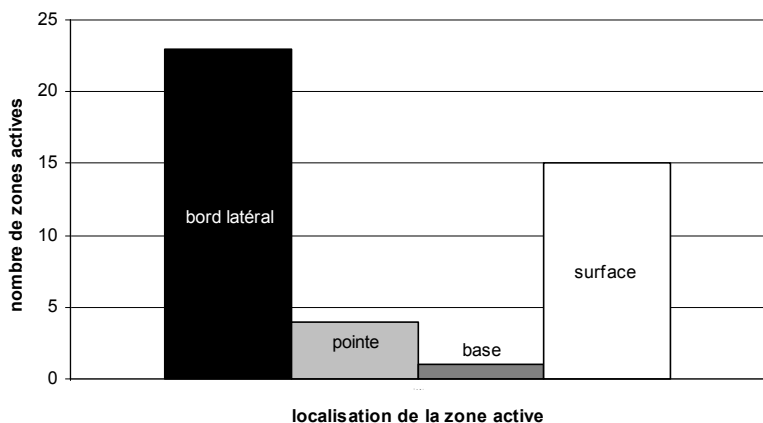 25
20
15
10
5
0
nombre de zones actives
bord latéral
pointe
base
surface
localisation de la zone active